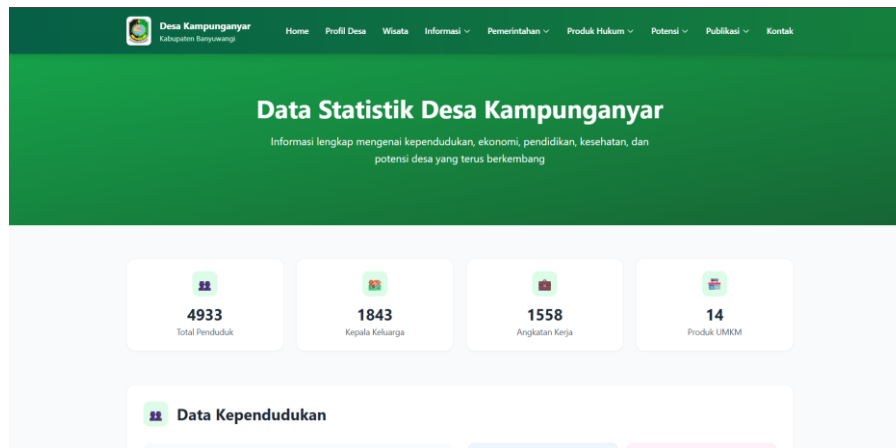 Desa Kampunganyar
Kabupaten Banyuwangi
Home Profil Desa Wisata Informasi Pemerintahan Produk Hukum Potensi Publikasi Kontak
Data Statistik Desa Kampunganyar
Informasi lengkap mengenai kependudukan, ekonomi, pendidikan, kesehatan, dan
potensi desa yang terus berkembang
4933
Total Penduduk
1843
Kepala Keluarga
1558
Angkatan Kerja
14
Produk UMKM
Data Kependudukan